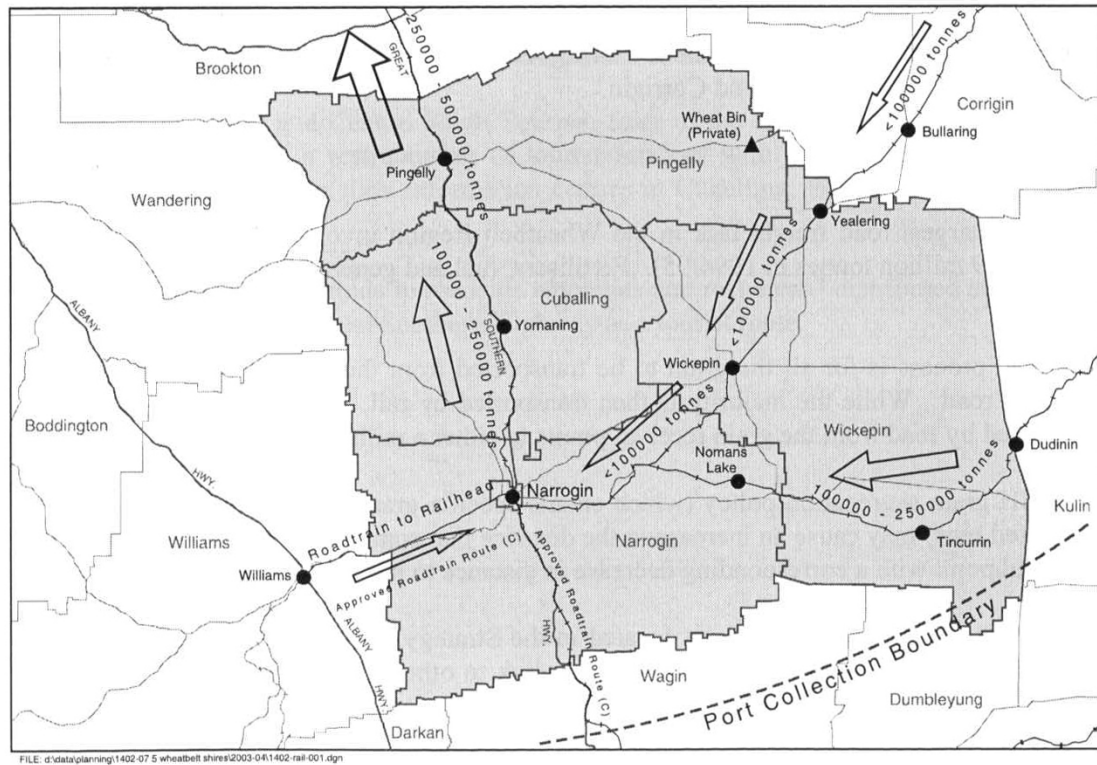 250000 - 500000 tonnes
GREAT
Brookton
<100000 tonnes
Corrigin
Bullaring
Wheat Bin
(Private)
Pingelly
Pingelly
Wandering
Yealering
100000 - 250000 tonnes
Cuballing
<100000 tonnes
ALBANY
Yornaning
SOUTHERN
Wickepin
Boddington
<100000 tonnes
Wickepin
Dudinin
Nomans
Lake
HWY
Narrogin
100000 - 250000 tonnes
Kulin
Roadtrain to Railhead
Williams
Narrogin
Tincurrin
Williams
Approved Roadtrain Route (C)
Approved Roadtrain Route (C)
ALBANY
HWY
Port Collection Boundary
Wagin
HWY
Dumbleyung
Darkan
FILE: d:\data\planning\1402-07 5 wheatbelt shires\2003-04\1402-rail-001.dgn